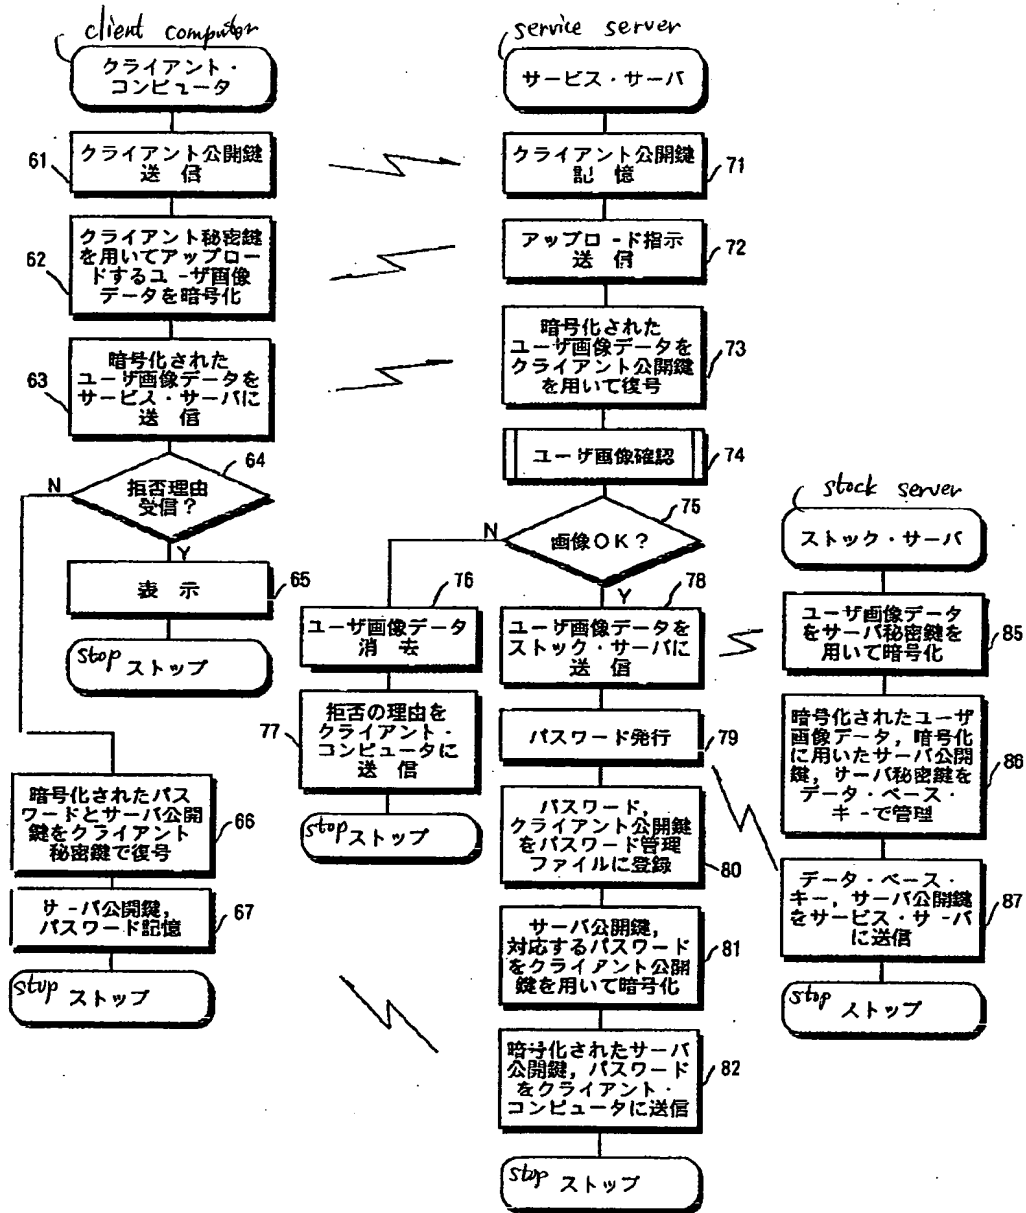 client computer
クライアント・
コンピュータ
61
クライアント公開鍵
送 信
62
クライアント秘密鍵
を用いてアップロー
ドするユーザ画像
データを暗号化
63
暗号化された
ユーザ画像データを
サービス・サーバに
送 信
64
拒否理由
受信?
N
Y
65
表 示
stop ストップ
66
暗号化されたパス
ワードとサーバ公開
鍵をクライアント
秘密鍵で復号
67
サーバ公開鍵,
パスワード記憶
stop ストップ
service server
サービス・サーバ
クライアント公開鍵
記 憶
71
アップロード指示
送 信
72
暗号化された
ユーザ画像データを
クライアント公開鍵
を用いて復号
73
ユーザ画像確認
74
75
画像OK?
N
Y
76
ユーザ画像データ
消 去
77
拒否の理由を
クライアント・
コンピュータに
送 信
stop ストップ
78
ユーザ画像データを
ストック・サーバに
送 信
パスワード発行
79
パスワード,
クライアント公開鍵
をパスワード管理
ファイルに登録
80
サーバ公開鍵,
対応するパスワード
をクライアント公開
鍵を用いて暗号化
81
暗号化されたサーバ
公開鍵,パスワード
をクライアント・
コンピュータに送信
82
stop ストップ
stock server
ストック・サーバ
ユーザ画像データ
をサーバ秘密鍵を
用いて暗号化
85
暗号化されたユーザ
画像データ,暗号化
に用いたサーバ公開
鍵,サーバ秘密鍵を
データ・ベース・
キーで管理
86
データ・ベース・
キー,サーバ公開鍵
をサービス・サーバ
に送信
87
stop ストップ